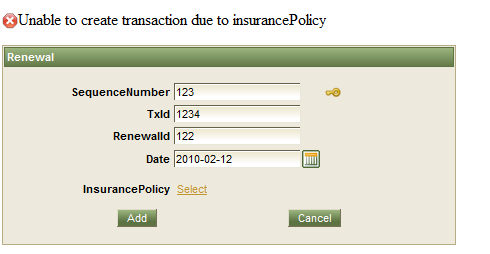 Unable to create transaction due to insurancePolicy
Renewal
SequenceNumber 123
TxId 1234
RenewalId 122
Date 2010-02-12
InsurancePolicy Select
Add Cancel